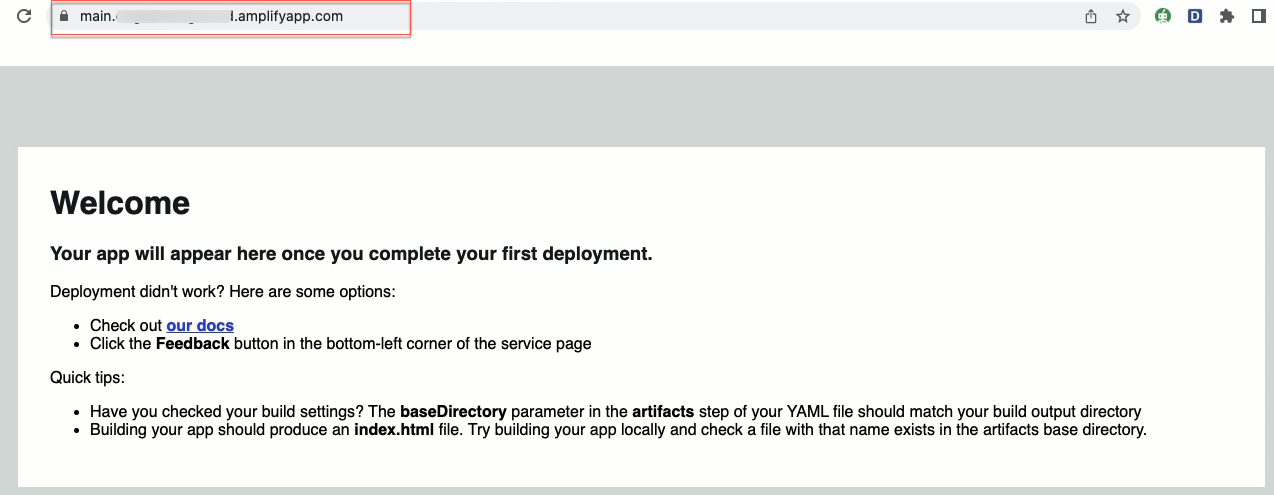 main.
.amplifyapp.com
Welcome
Your app will appear here once you complete your first deployment.
Deployment didn't work? Here are some options:
• Check out our docs
• Click the Feedback button in the bottom-left corner of the service page
Quick tips:
• Have you checked your build settings? The baseDirectory parameter in the artifacts step of your YAML file should match your build output directory
• Building your app should produce an index.html file. Try building your app locally and check a file with that name exists in the artifacts base directory.